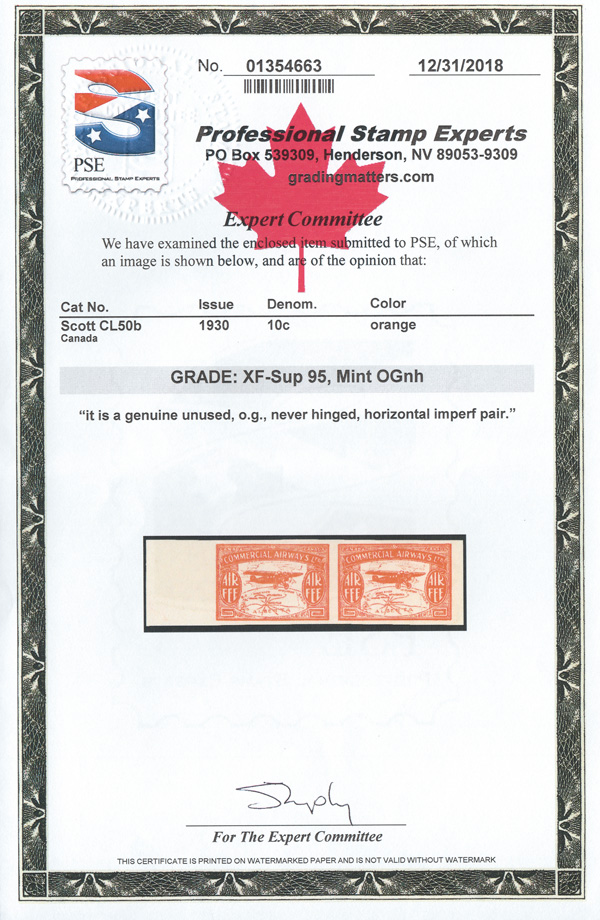 No. 01354663 12/31/2018
PSE
PROFESSIONAL STAMP EXPERTS
Professional Stamp Experts
PO Box 539309, Henderson, NV 89053-9309
gradingmatters.com
Expert Committee
We have examined the enclosed item submitted to PSE, of which
an image is shown below, and are of the opinion that:
Cat No. Issue Denom. Color
Scott CL50b 1930 10c orange
Canada
GRADE: XF-Sup 95, Mint OGnh
“it is a genuine unused, o.g., never hinged, horizontal imperf pair.”
COMMERCIAL AIRWAYS LTD. COMMERCIAL AIRWAYS LTD.
AIR AIR AIR AIR
FEE FEE FEE FEE
For The Expert Committee
THIS CERTIFICATE IS PRINTED ON WATERMARKED PAPER AND IS NOT VALID WITHOUT WATERMARK